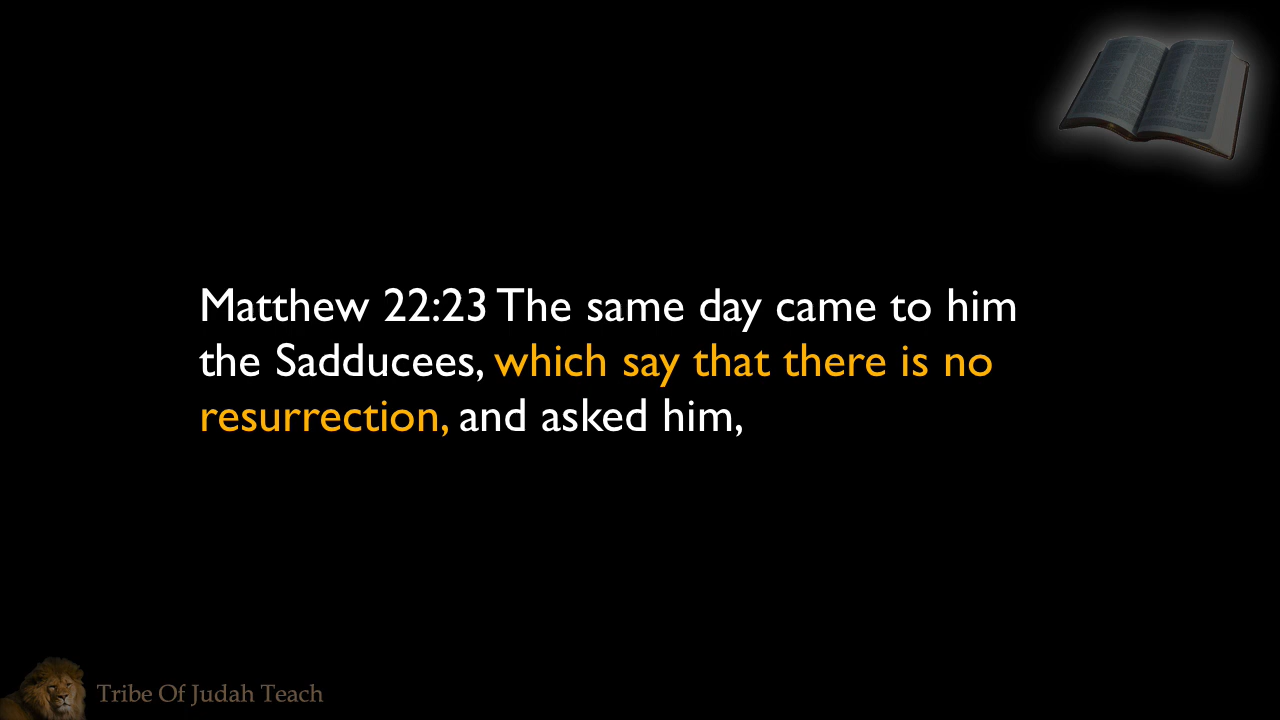 Matthew 22:23 The same day came to him
the Sadducees, which say that there is no
resurrection, and asked him,
Tribe Of Judah Teach